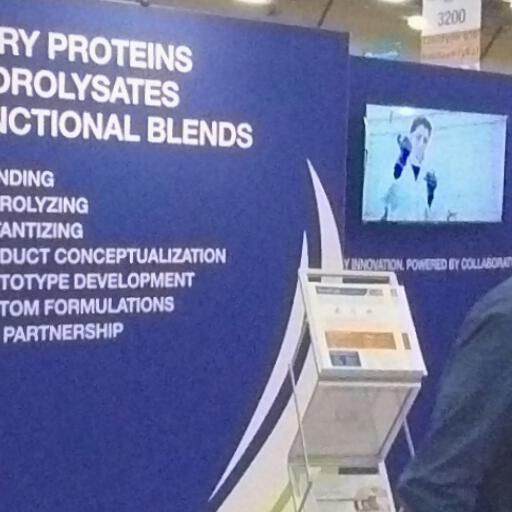 RY PROTEINS
DROLYSATES
NCTIONAL BLENDS
NDING
ROLYZING
TANTIZING
DUCT CONCEPTUALIZATION
TOTYPE DEVELOPMENT
TOM FORMULATIONS
PARTNERSHIP
3200
Y INNOVATION, POWERED BY COLLABORAT